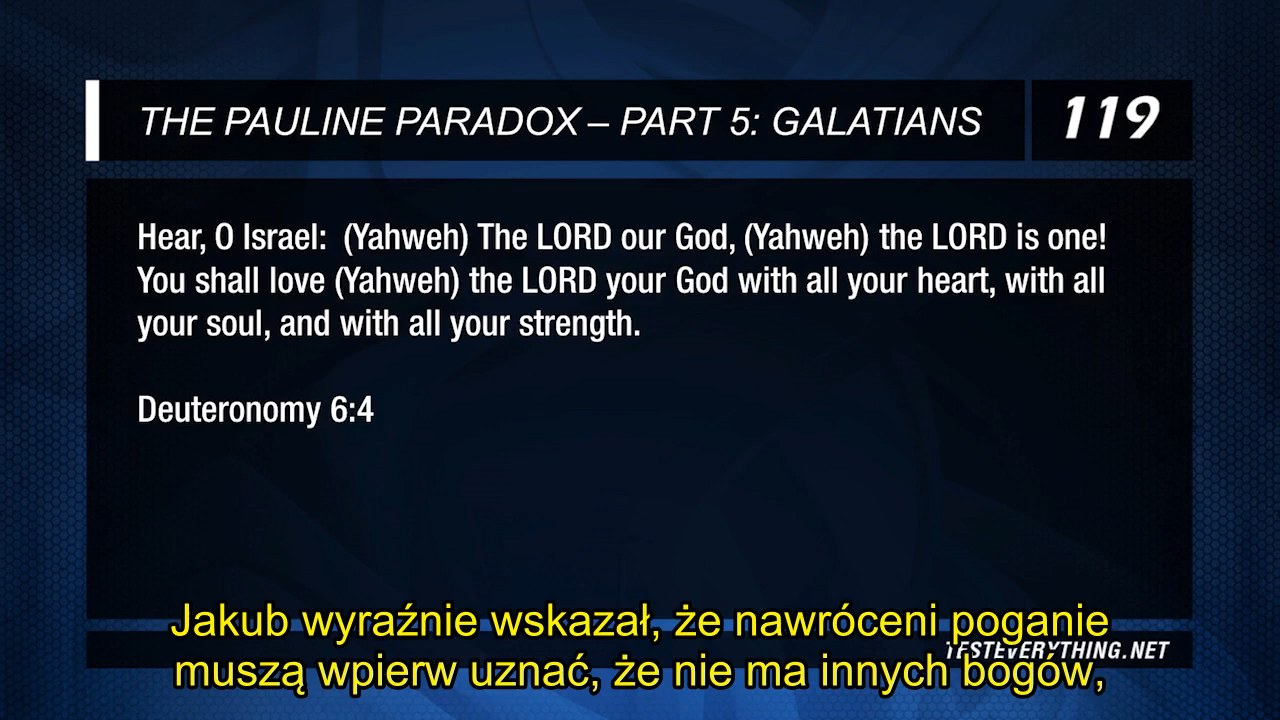 THE PAULINE PARADOX – PART 5: GALATIANS
119
Hear, O Israel: (Yahweh) The LORD our God, (Yahweh) the LORD is one!
You shall love (Yahweh) the LORD your God with all your heart, with all
your soul, and with all your strength.
Deuteronomy 6:4
Jakub wyraźnie wskazał, że nawróceni poganie
TESTEVERYTHING.NET
muszą wpierw uznać, że nie ma innych bogów,